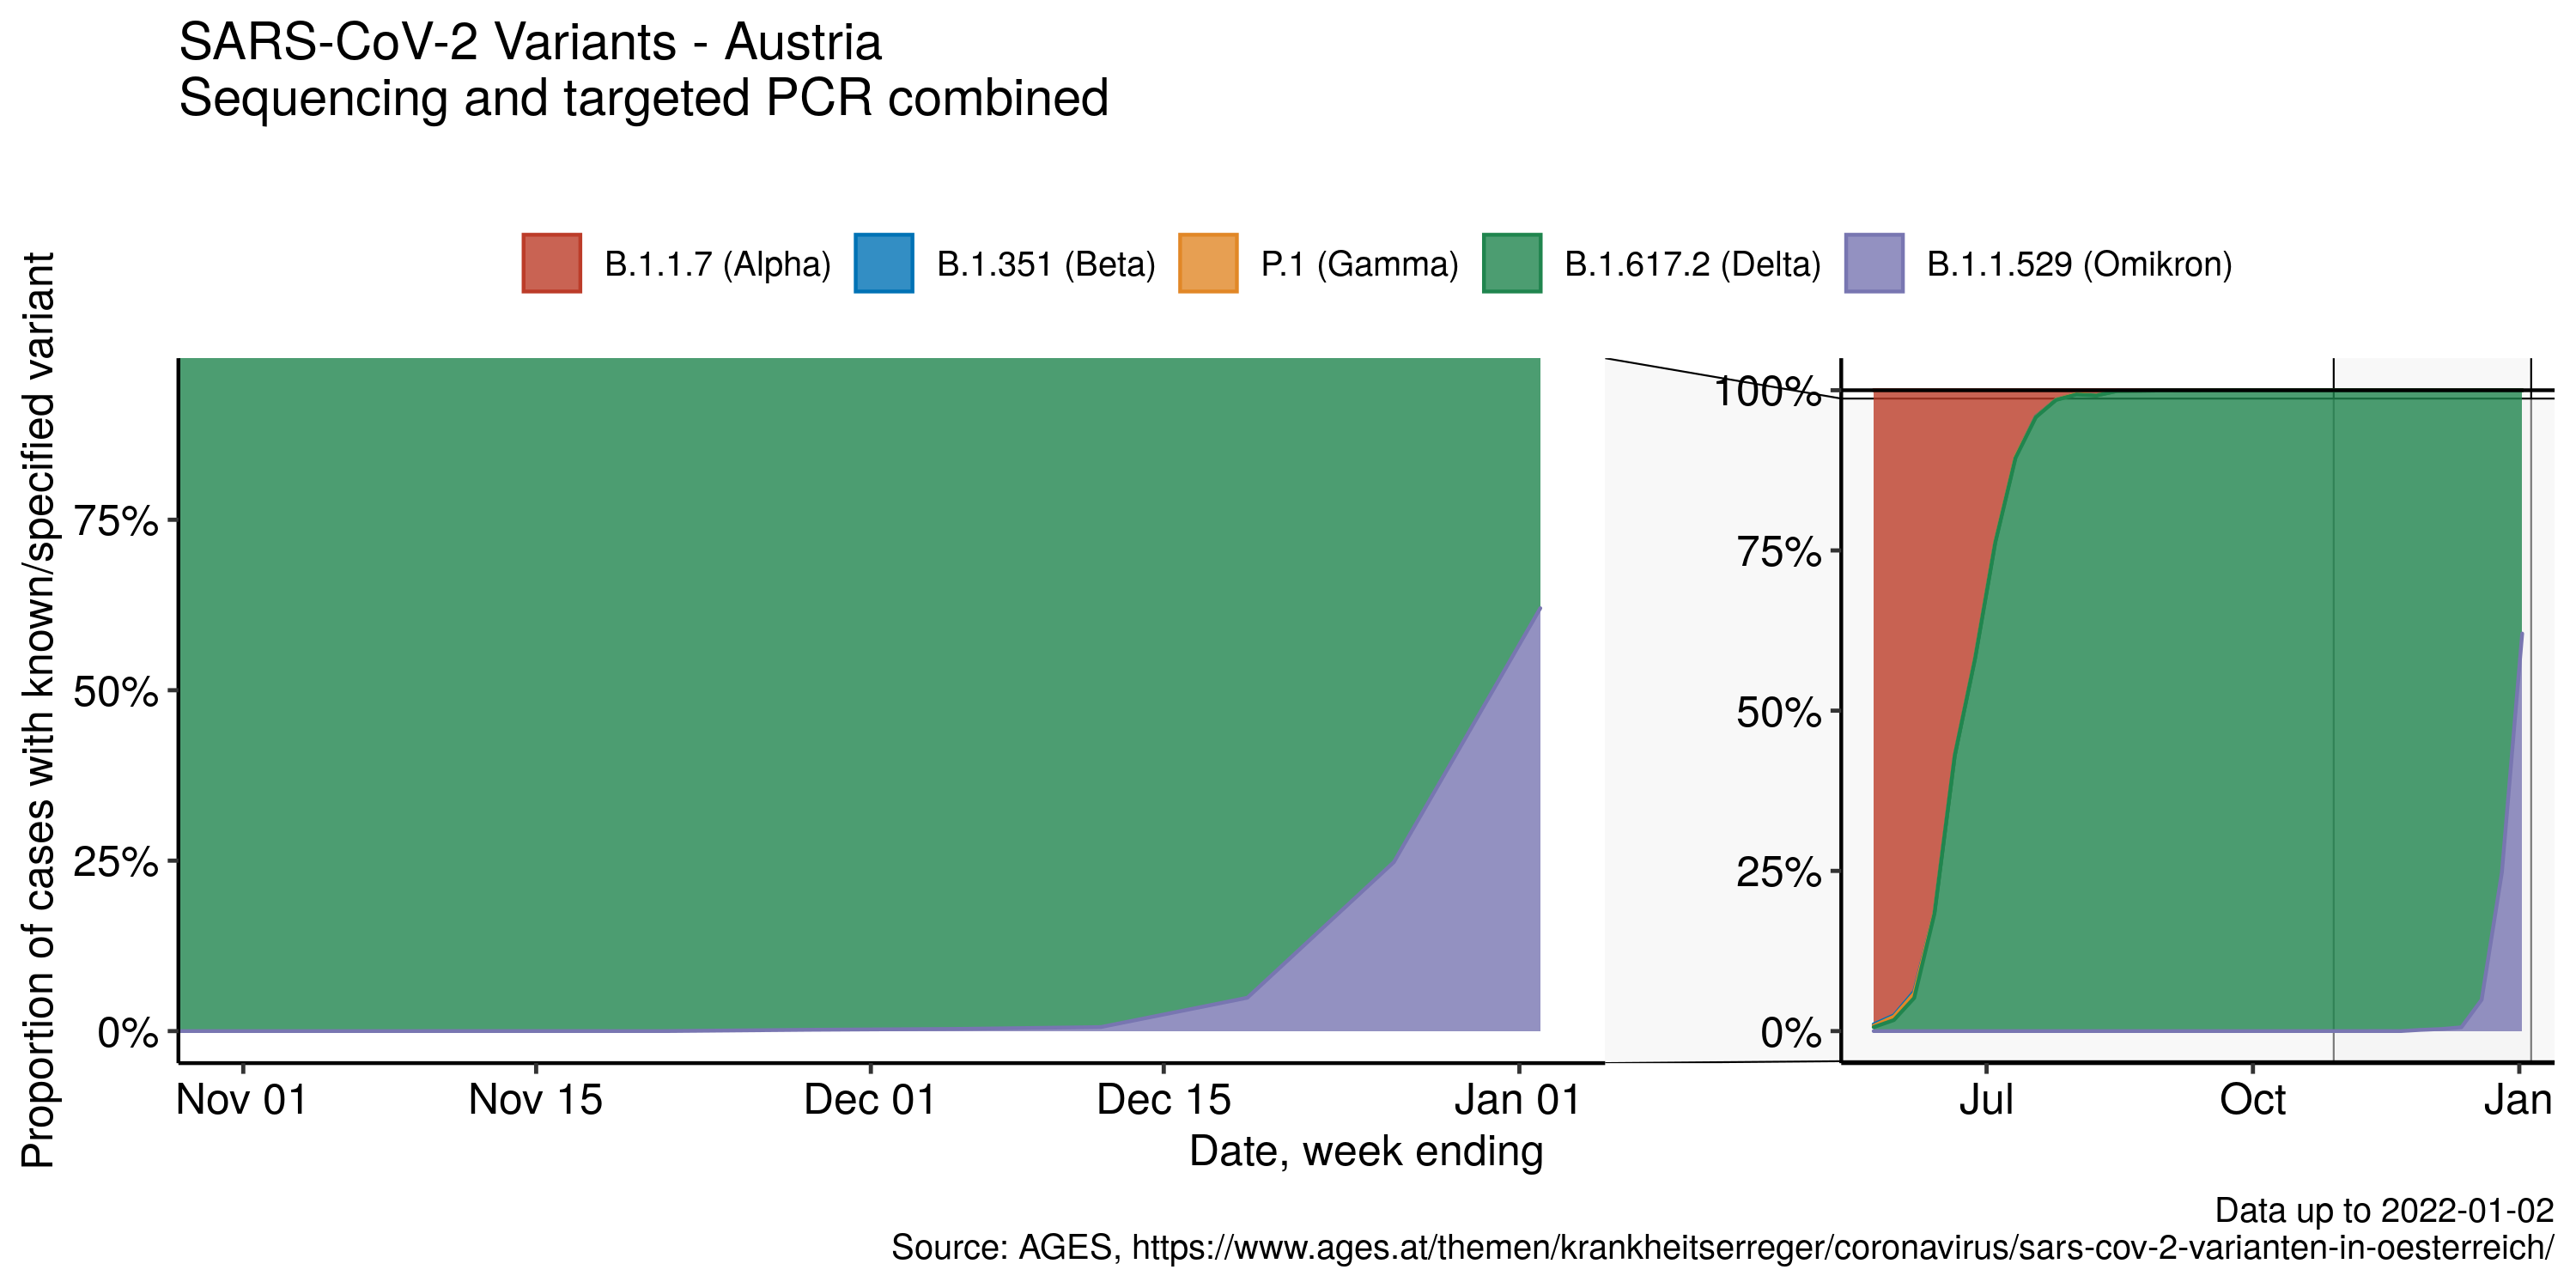 SARS-CoV-2 Variants - Austria
Sequencing and targeted PCR combined
B.1.1.7 (Alpha) B.1.351 (Beta) P.1 (Gamma) B.1.617.2 (Delta) B.1.1.529 (Omikron)
Proportion of cases with known/specified variant
75%
50%
25%
0%
Nov 01 Nov 15 Dec 01 Dec 15 Jan 01
100%
75%
50%
25%
0%
Jul Oct Jan
Date, week ending
Data up to 2022-01-02
Source: AGES, https://www.ages.at/themen/krankheitserreger/coronavirus/sars-cov-2-varianten-in-oesterreich/